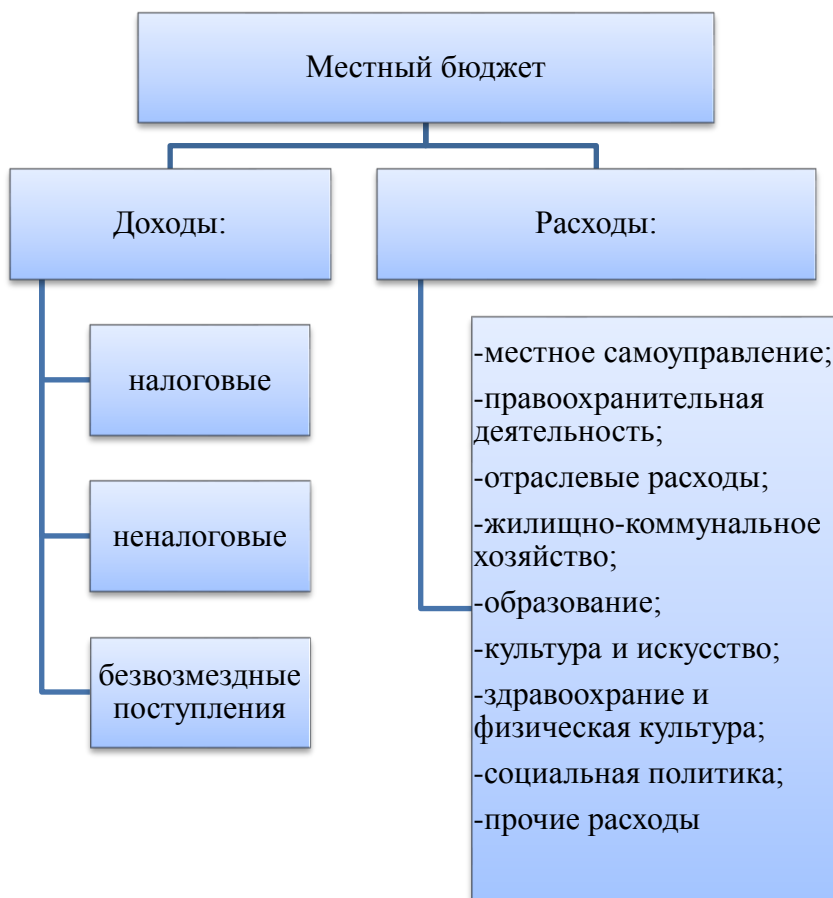 Местный бюджет
Доходы:
налоговые
неналоговые
безвозмездные
поступления
Расходы:
-местное самоуправление;
-правоохранительная
деятельность;
-отраслевые расходы;
-жилищно-коммунальное
хозяйство;
-образование;
-культура и искусство;
-здравоохрание и
физическая культура;
-социальная политика;
-прочие расходы